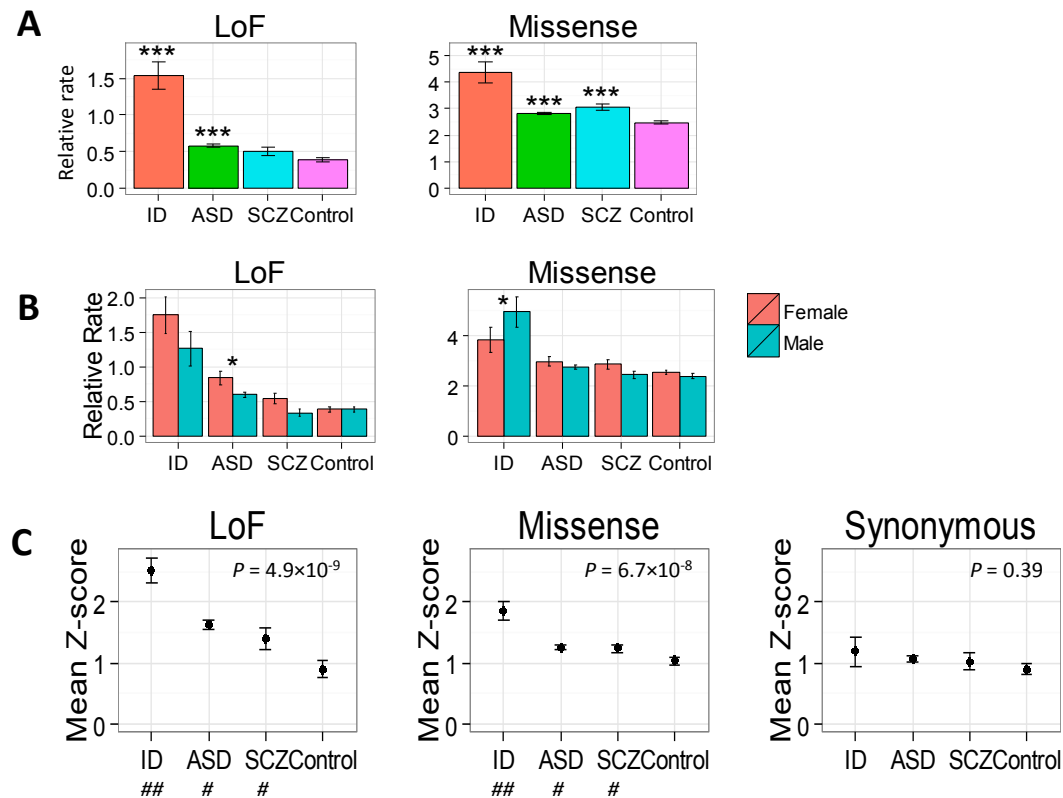 A
LoF
Missense
Relative rate
1.5
1.0
0.5
0.0
***
***
ID ASD SCZ Control
5
4
3
2
1
0
***
***
***
ID ASD SCZ Control
B
LoF
Missense
Relative Rate
2.0
1.5
1.0
0.5
0.0
*
ID ASD SCZ Control
4
2
0
*
ID ASD SCZ Control
Female
Male
C
LoF
Missense
Synonymous
Mean Z-score
2
1
0
P = 4.9×10-9
ID ASD SCZ Control
## # #
Mean Z-score
2
1
0
P = 6.7×10-8
ID ASD SCZ Control
## # #
Mean Z-score
2
1
0
P = 0.39
ID ASD SCZ Control